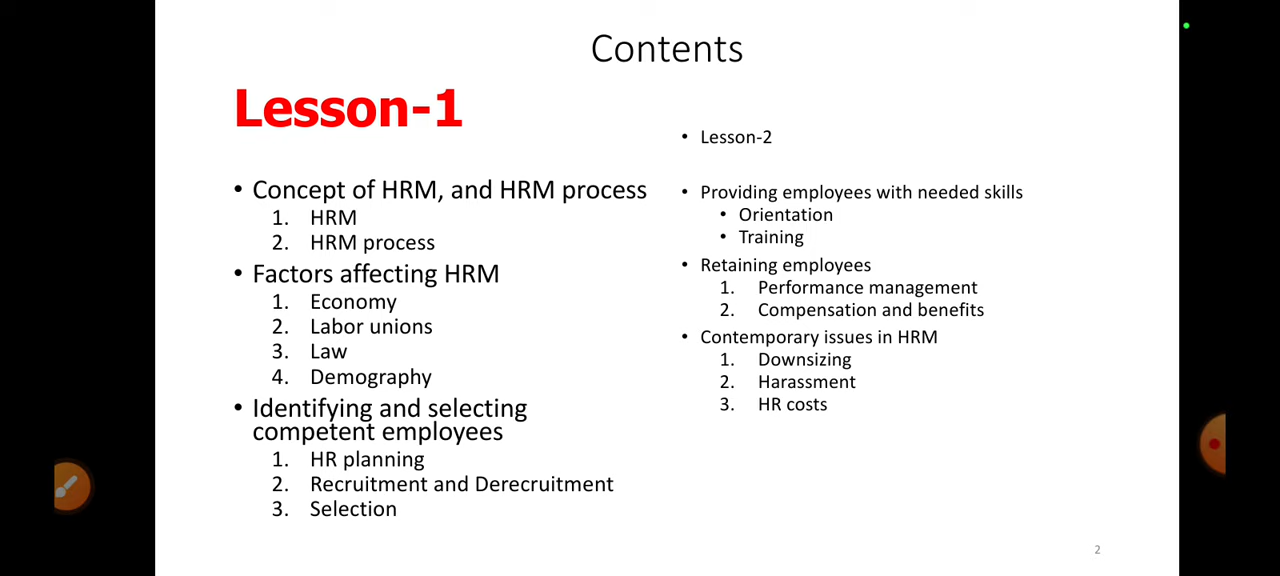 Contents
Lesson-1
• Concept of HRM, and HRM process
1. HRM
2. HRM process
• Factors affecting HRM
1. Economy
2. Labor unions
3. Law
4. Demography
• Identifying and selecting
competent employees
1. HR planning
2. Recruitment and Derecruitment
3. Selection
• Lesson-2
• Providing employees with needed skills
• Orientation
• Training
• Retaining employees
1. Performance management
2. Compensation and benefits
• Contemporary issues in HRM
1. Downsizing
2. Harassment
3. HR costs
2